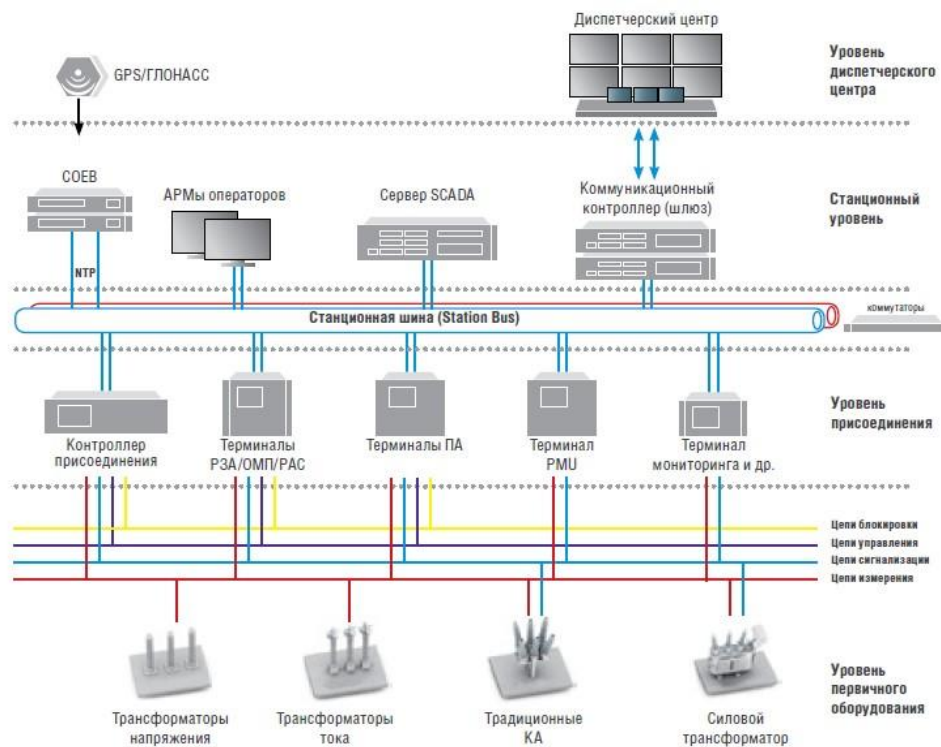 Диспетчерский центр
GPS/ГЛОНАСС
Уровень
диспетчерского
центра
СОЕВ
АРМы операторов
Сервер SCADA
Коммуникационный
контроллер (шлюз)
Станционный
уровень
NTP
Станционная шина (Station Bus)
коммутаторы
Контроллер
присоединения
Терминалы
РЗА/ОМП/РАС
Терминалы ПА
Терминал
PMU
Терминал
мониторинга и др.
Уровень
присоединения
Цепи блокировки
Цепи управления
Цепи сигнализации
Цепи измерения
Трансформаторы
напряжения
Трансформаторы
тока
Традиционные
КА
Силовой
трансформатор
Уровень
первичного
оборудования